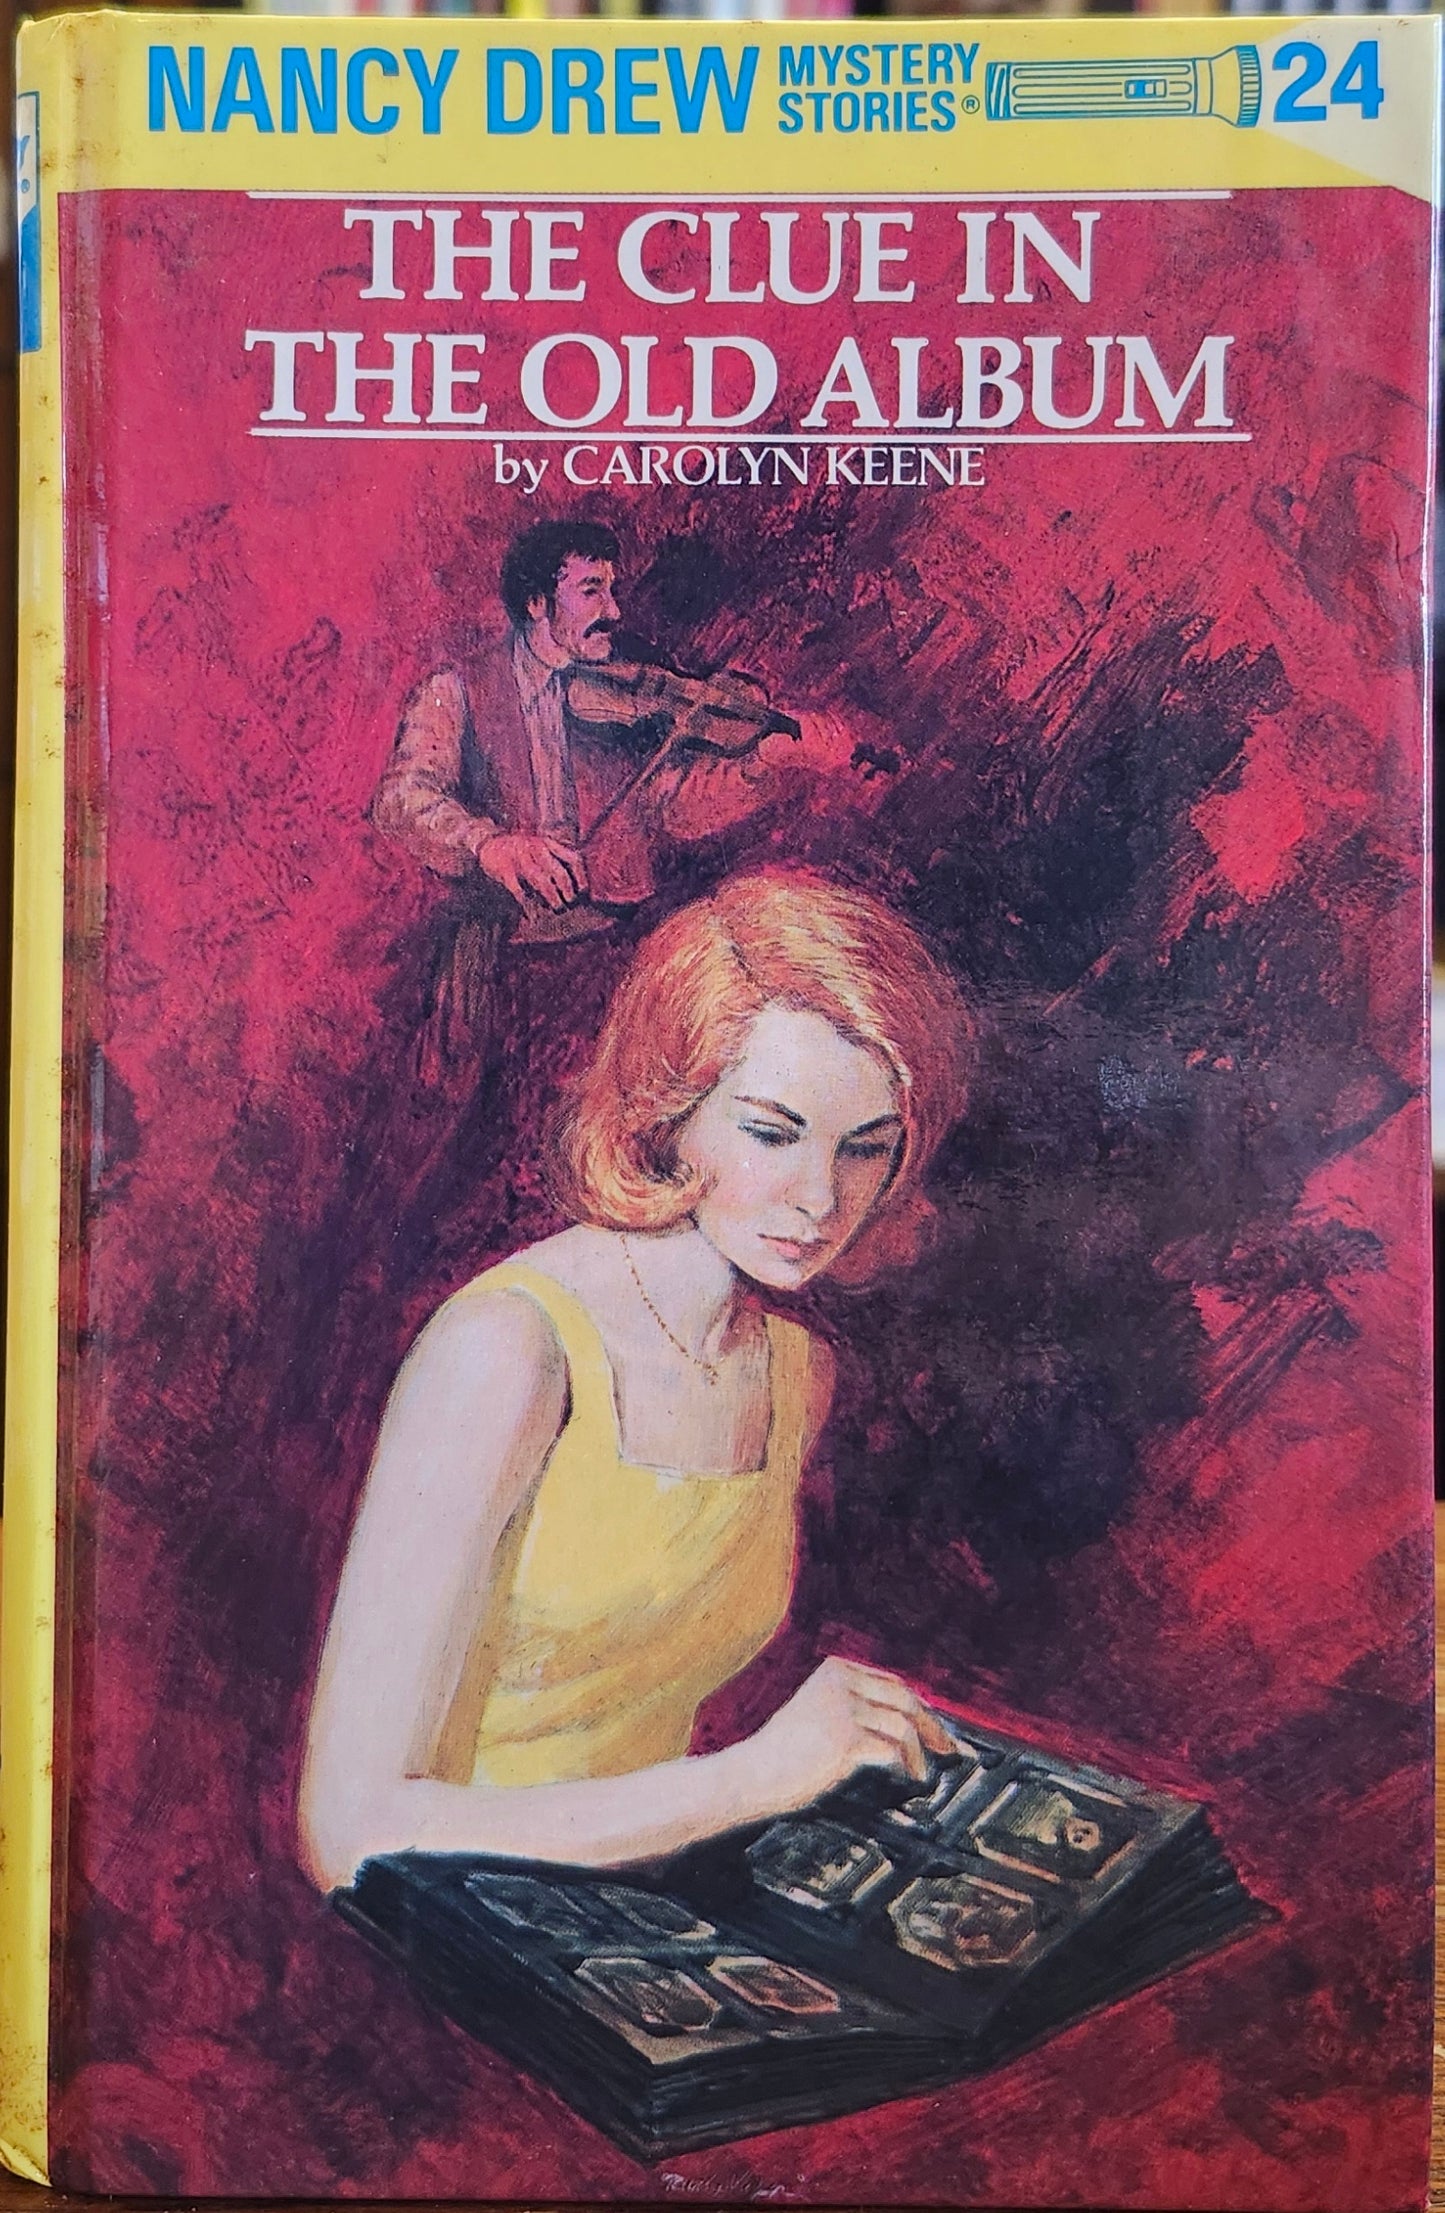 NANCY DREW MYSTERY STORIES® 24
THE CLUE IN
THE OLD ALBUM
by CAROLYN KEENE